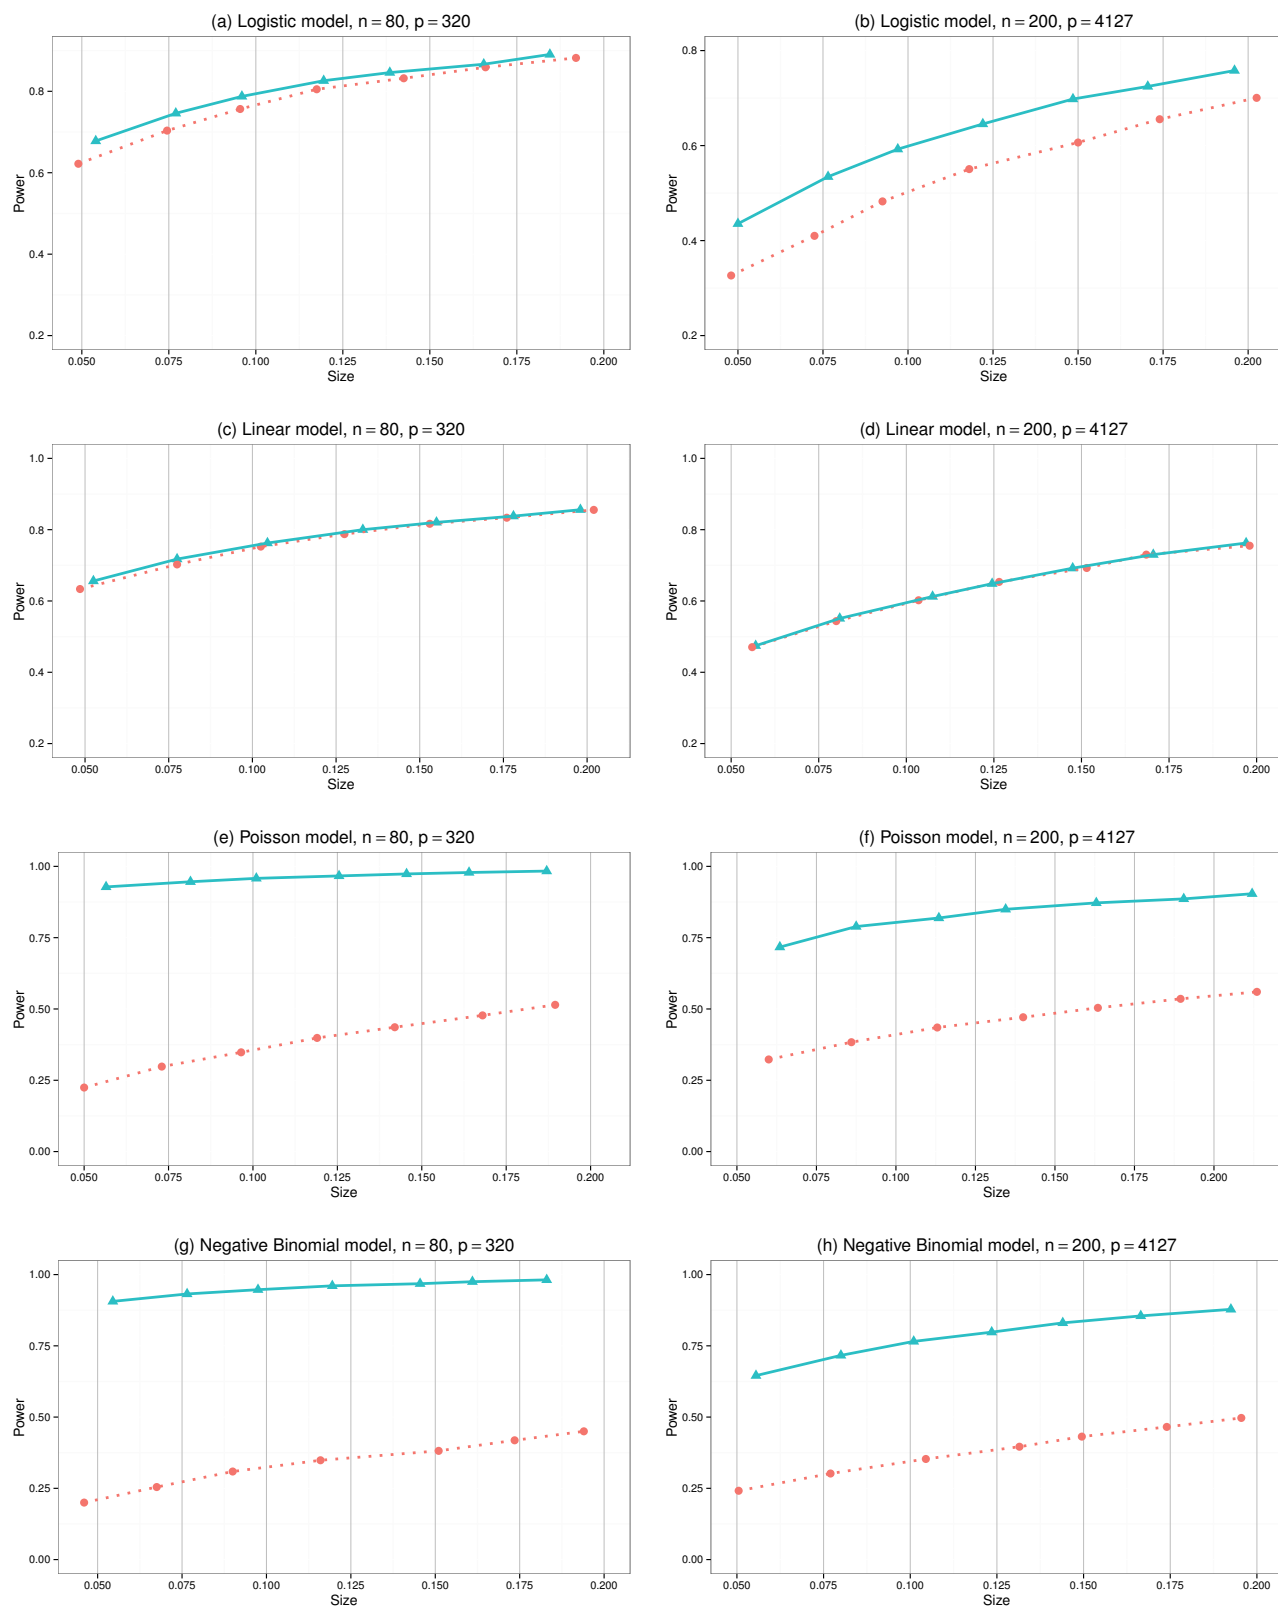 (a) Logistic model, n = 80, p = 320
Power
0.8
0.6
0.4
0.2
0.050 0.075 0.100 0.125 0.150 0.175 0.200
Size
(b) Logistic model, n = 200, p = 4127
Power
0.8
0.6
0.4
0.2
0.050 0.075 0.100 0.125 0.150 0.175 0.200
Size
(c) Linear model, n = 80, p = 320
Power
1.0
0.8
0.6
0.4
0.2
0.050 0.075 0.100 0.125 0.150 0.175 0.200
Size
(d) Linear model, n = 200, p = 4127
Power
1.0
0.8
0.6
0.4
0.2
0.050 0.075 0.100 0.125 0.150 0.175 0.200
Size
(e) Poisson model, n = 80, p = 320
Power
1.00
0.75
0.50
0.25
0.00
0.050 0.075 0.100 0.125 0.150 0.175 0.200
Size
(f) Poisson model, n = 200, p = 4127
Power
1.00
0.75
0.50
0.25
0.00
0.050 0.075 0.100 0.125 0.150 0.175 0.200
Size
(g) Negative Binomial model, n = 80, p = 320
Power
1.00
0.75
0.50
0.25
0.00
0.050 0.075 0.100 0.125 0.150 0.175 0.200
Size
(h) Negative Binomial model, n = 200, p = 4127
Power
1.00
0.75
0.50
0.25
0.00
0.050 0.075 0.100 0.125 0.150 0.175 0.200
Size